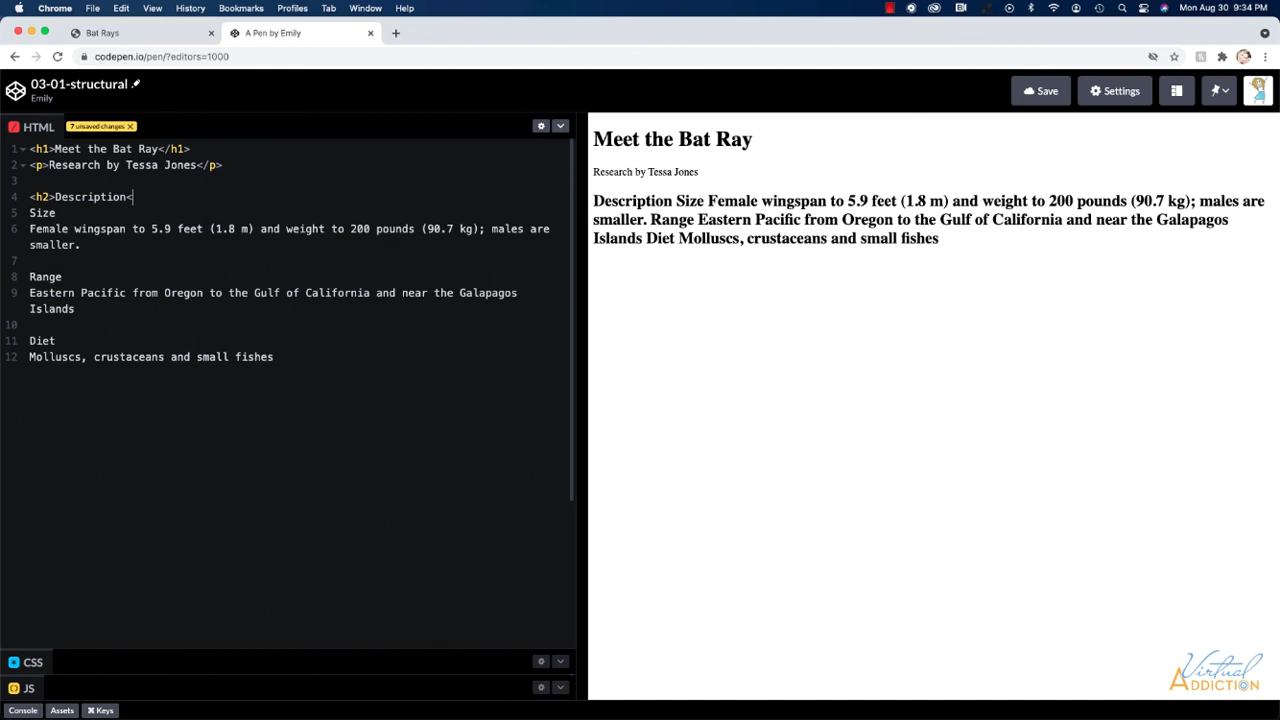 Chrome File Edit View History Bookmarks Profiles Tab Window Help Mon Aug 30 9:34 PM
Bat Rays A Pen by Emily
codepen.io/pen/?editors=1000
03-01-structural
Emily
Save Settings
HTML 7 unsaved changes X
1 <h1>Meet the Bat Ray</h1>
2 <p>Research by Tessa Jones</p>
3
4 <h2>Description<
5 Size
6 Female wingspan to 5.9 feet (1.8 m) and weight to 200 pounds (90.7 kg); males are
smaller.
7
8 Range
9 Eastern Pacific from Oregon to the Gulf of California and near the Galapagos
Islands
10
11 Diet
12 Molluscs, crustaceans and small fishes
Meet the Bat Ray
Research by Tessa Jones
Description Size Female wingspan to 5.9 feet (1.8 m) and weight to 200 pounds (90.7 kg); males are
smaller. Range Eastern Pacific from Oregon to the Gulf of California and near the Galapagos
Islands Diet Molluscs, crustaceans and small fishes
CSS
JS
Console Assets ⌘ Keys
Virtual
ADDICTION